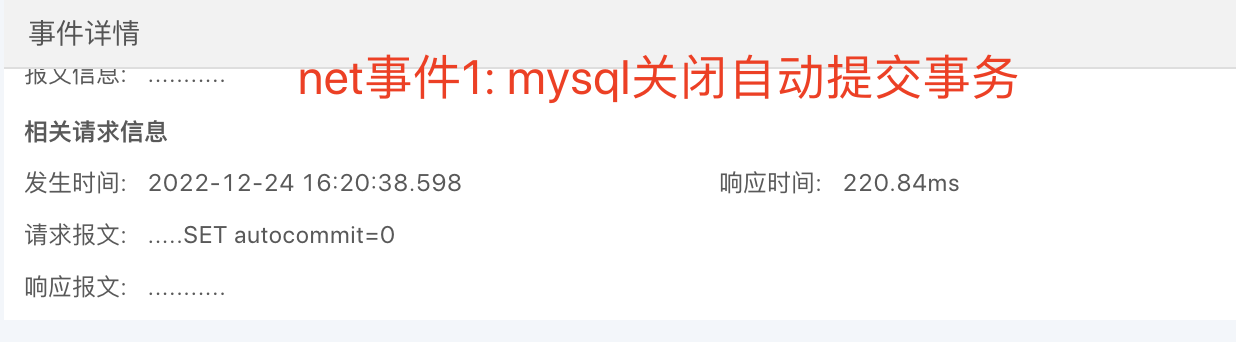 事件详情
报文信息: ...........
net事件1: mysql关闭自动提交事务
相关请求信息
发生时间: 2022-12-24 16:20:38.598 响应时间: 220.84ms
请求报文: .....SET autocommit=0
响应报文: ...........